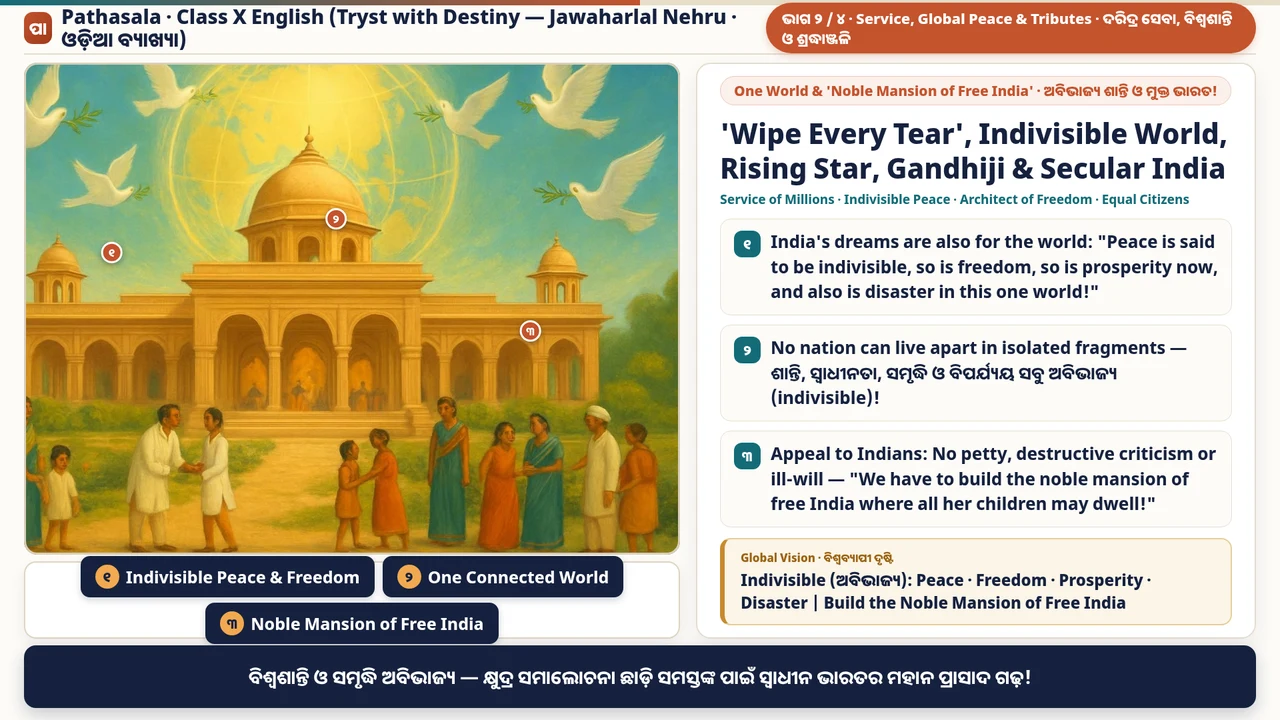 ପା
Pathasala · Class X English (Tryst with Destiny — Jawaharlal Nehru ·
ଓଡ଼ିଆ ବ୍ୟାଖ୍ୟା)
ଭାଗ ୨ / ୪ · Service, Global Peace & Tributes · ଦରିଦ୍ର ସେବା, ବିଶ୍ୱଶାନ୍ତି
ଓ ଶ୍ରଦ୍ଧାଞ୍ଜଳି
୧
୨
୩
୧ Indivisible Peace & Freedom
୨ One Connected World
୩ Noble Mansion of Free India
One World & 'Noble Mansion of Free India' · ଅବିଭାଜ୍ୟ ଶାନ୍ତି ଓ ମୁକ୍ତ ଭାରତ!
'Wipe Every Tear', Indivisible World,
Rising Star, Gandhiji & Secular India
Service of Millions · Indivisible Peace · Architect of Freedom · Equal Citizens
୧ India's dreams are also for the world: "Peace is said
to be indivisible, so is freedom, so is prosperity now,
and also is disaster in this one world!"
୨ No nation can live apart in isolated fragments —
ଶାନ୍ତି, ସ୍ୱାଧୀନତା, ସମୃଦ୍ଧି ଓ ବିପର୍ଯ୍ୟୟ ସବୁ ଅବିଭାଜ୍ୟ
(indivisible)!
୩ Appeal to Indians: No petty, destructive criticism or
ill-will — "We have to build the noble mansion of
free India where all her children may dwell!"
Global Vision · ବିଶ୍ୱବ୍ୟାପୀ ଦୃଷ୍ଟି
Indivisible (ଅବିଭାଜ୍ୟ): Peace · Freedom · Prosperity ·
Disaster | Build the Noble Mansion of Free India
ବିଶ୍ୱଶାନ୍ତି ଓ ସମୃଦ୍ଧି ଅବିଭାଜ୍ୟ — କ୍ଷୁଦ୍ର ସମାଲୋଚନା ଛାଡ଼ି ସମସ୍ତଙ୍କ ପାଇଁ ସ୍ୱାଧୀନ ଭାରତର ମହାନ ପ୍ରାସାଦ ଗଢ଼!